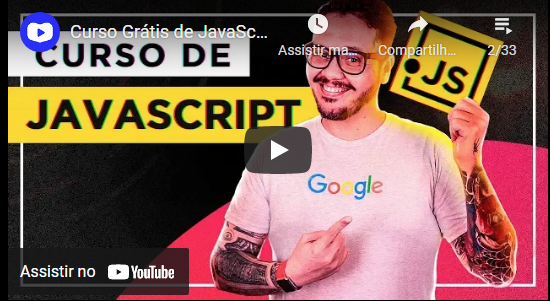 Curso Grátis de JavaSc...
Assistir ma...
Compartilh...
2/33
CURSO DE
JAVASCRIPT
.JS
Google
Assistir no YouTube